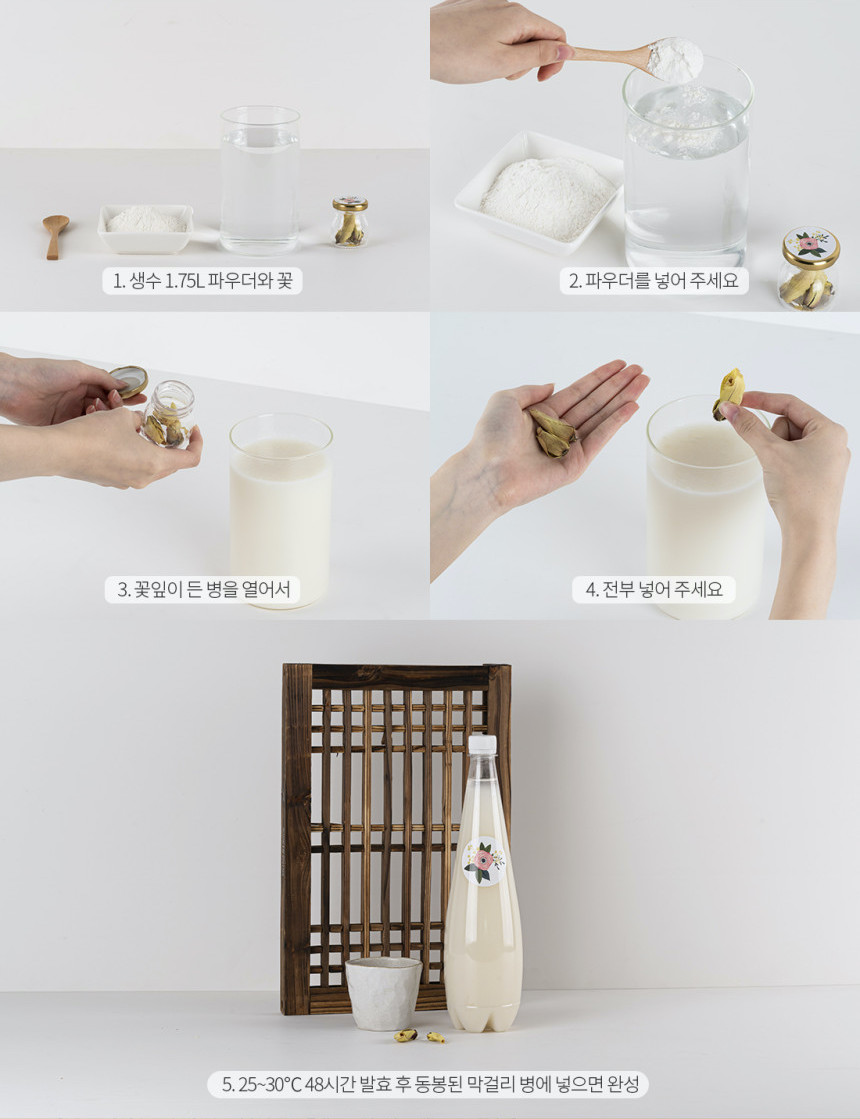 1. 생수 1.75L 파우더와 꽃
2. 파우더를 넣어 주세요
3. 꽃잎이 든 병을 열어서
4. 전부 넣어 주세요
5. 25~30℃ 48시간 발효 후 동봉된 막걸리 병에 넣으면 완성